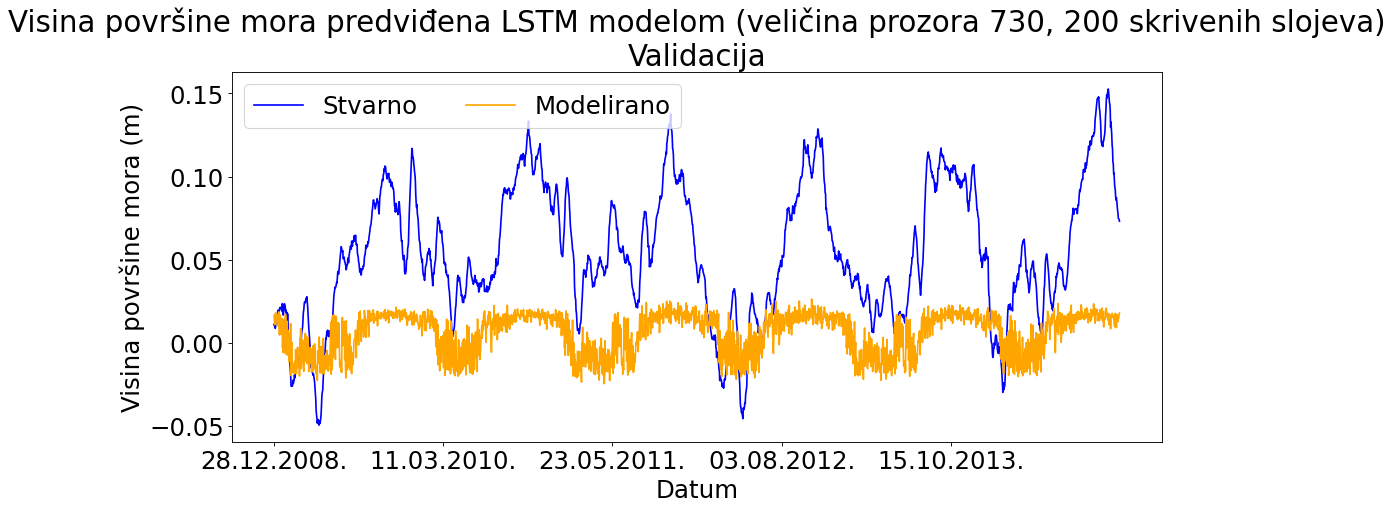 Visina površine mora predviđena LSTM modelom (veličina prozora 730, 200 skrivenih slojeva)
Validacija
Stvarno Modelirano
Visina površine mora (m)
0.15
0.10
0.05
0.00
−0.05
28.12.2008. 11.03.2010. 23.05.2011. 03.08.2012. 15.10.2013.
Datum